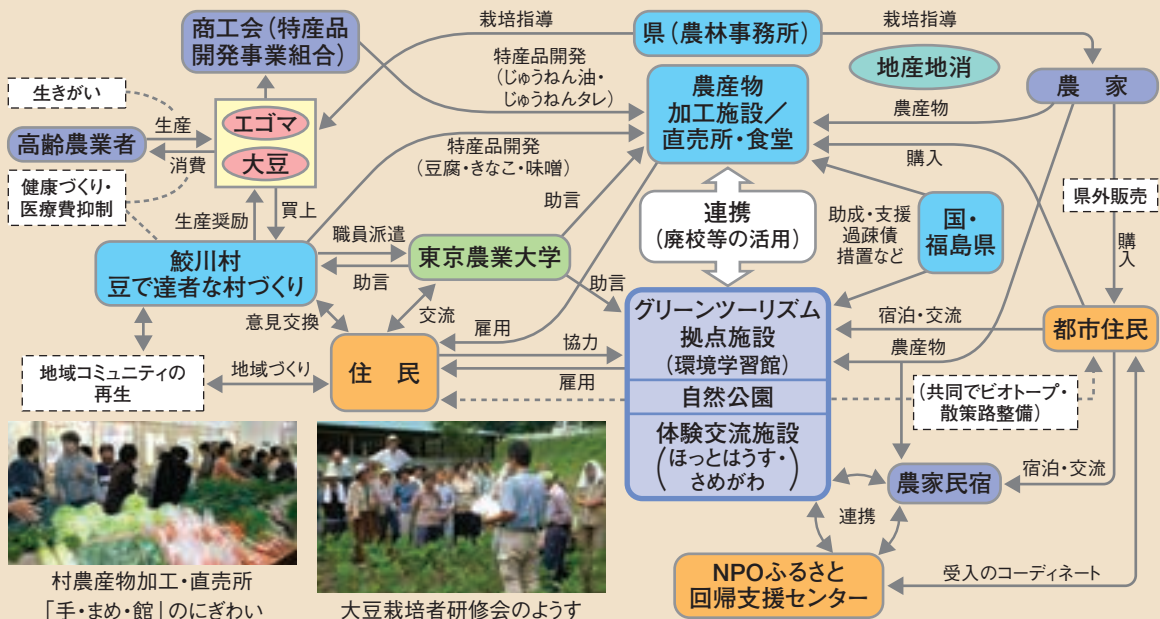 商工会（特産品
開発事業組合）
栽培指導
県（農林事務所）
栽培指導
特産品開発
（じゅうねん油・
じゅうねんタレ）
農産物
加工施設／
直売所・食堂
地産地消
農　家
農産物
購入
生きがい
高齢農業者
生産
消費
エゴマ
大豆
健康づくり・
医療費抑制
特産品開発
（豆腐・きなこ・味噌）
生産奨励
買上
助言
連携
（廃校等の活用）
助成・支援
過疎債
措置など
国・
福島県
県外販売
購入
鮫川村
豆で達者な村づくり
職員派遣
助言
東京農業大学
助言
意見交換
交流
雇用
グリーンツーリズム
拠点施設
（環境学習館）
自然公園
体験交流施設
（ほっとはうす・
さめがわ）
宿泊・交流
農産物
都市住民
地域コミュニティの
再生
地域づくり
住　民
協力
雇用
（共同でビオトープ・
散策路整備）
農家民宿
宿泊・交流
連携
NPOふるさと
回帰支援センター
受入のコーディネート
村農産物加工・直売所
「手・まめ・館」のにぎわい
大豆栽培者研修会のようす